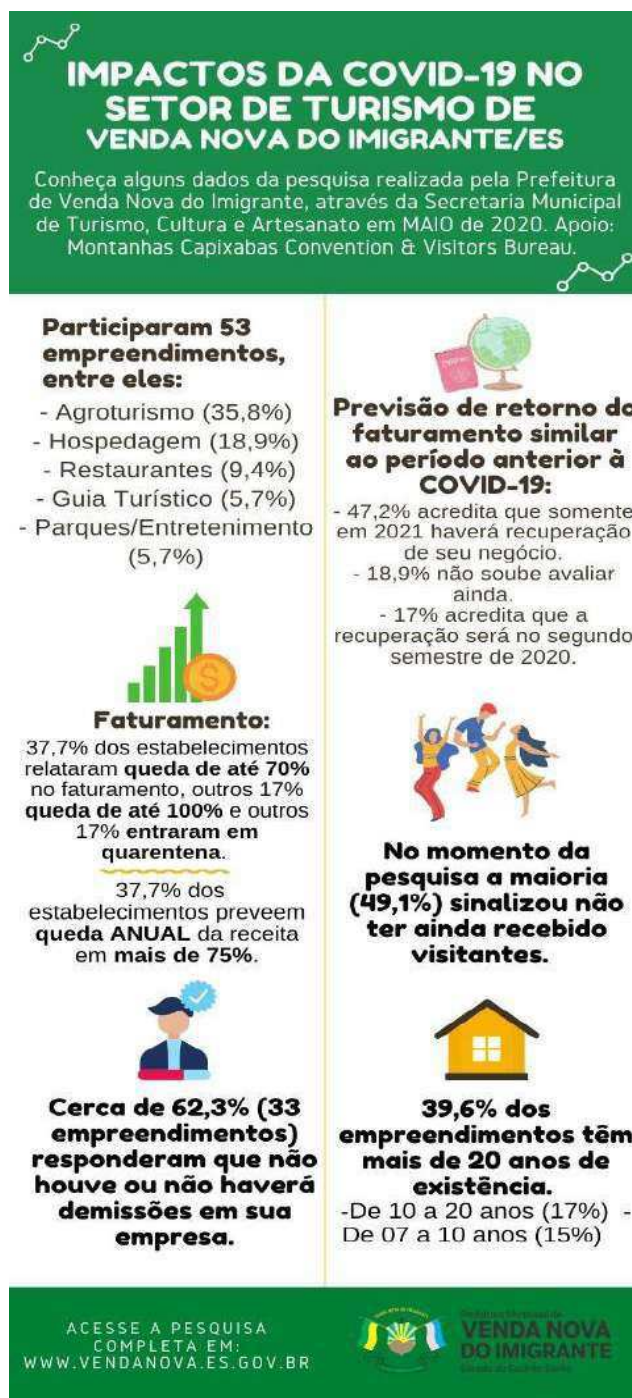 IMPACTOS DA COVID-19 NO
SETOR DE TURISMO DE
VENDA NOVA DO IMIGRANTE/ES
Conheça alguns dados da pesquisa realizada pela Prefeitura
de Venda Nova do Imigrante, através da Secretaria Municipal
de Turismo, Cultura e Artesanato em MAIO de 2020. Apoio:
Montanhas Capixabas Convention & Visitors Bureau.
Participaram 53
empreendimentos,
entre eles:
- Agroturismo (35,8%)
- Hospedagem (18,9%)
- Restaurantes (9,4%)
- Guia Turístico (5,7%)
- Parques/Entretenimento
(5,7%)
Faturamento:
37,7% dos estabelecimentos
relataram queda de até 70%
no faturamento, outros 17%
queda de até 100% e outros
17% entraram em
quarentena.
37,7% dos
estabelecimentos preveem
queda ANUAL da receita
em mais de 75%.
Cerca de 62,3% (33
empreendimentos)
responderam que não
houve ou não haverá
demissões em sua
empresa.
Previsão de retorno do
faturamento similar
ao período anterior à
COVID-19:
- 47,2% acredita que somente
em 2021 haverá recuperação
de seu negócio.
- 18,9% não soube avaliar
ainda.
- 17% acredita que a
recuperação será no segundo
semestre de 2020.
No momento da
pesquisa a maioria
(49,1%) sinalizou não
ter ainda recebido
visitantes.
39,6% dos
empreendimentos têm
mais de 20 anos de
existência.
-De 10 a 20 anos (17%) -
De 07 a 10 anos (15%)
ACESSE A PESQUISA
COMPLETA EM:
WWW.VENDANOVA.ES.GOV.BR
Prefeitura Municipal de
VENDA NOVA
DO IMIGRANTE
Estado do Espírito Santo